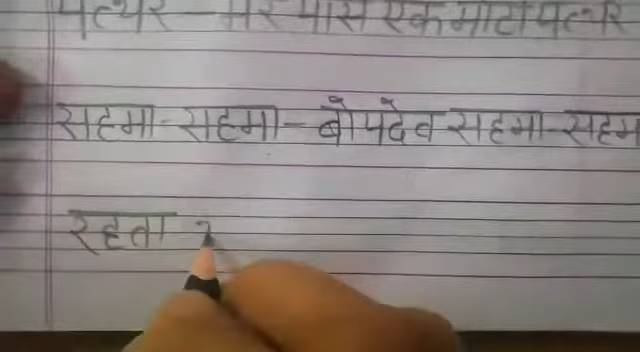 पत्थर – मेरे पास एक मोटा पत्थर
सहमा-सहमा – बोपदेव सहमा-सहम
रहता